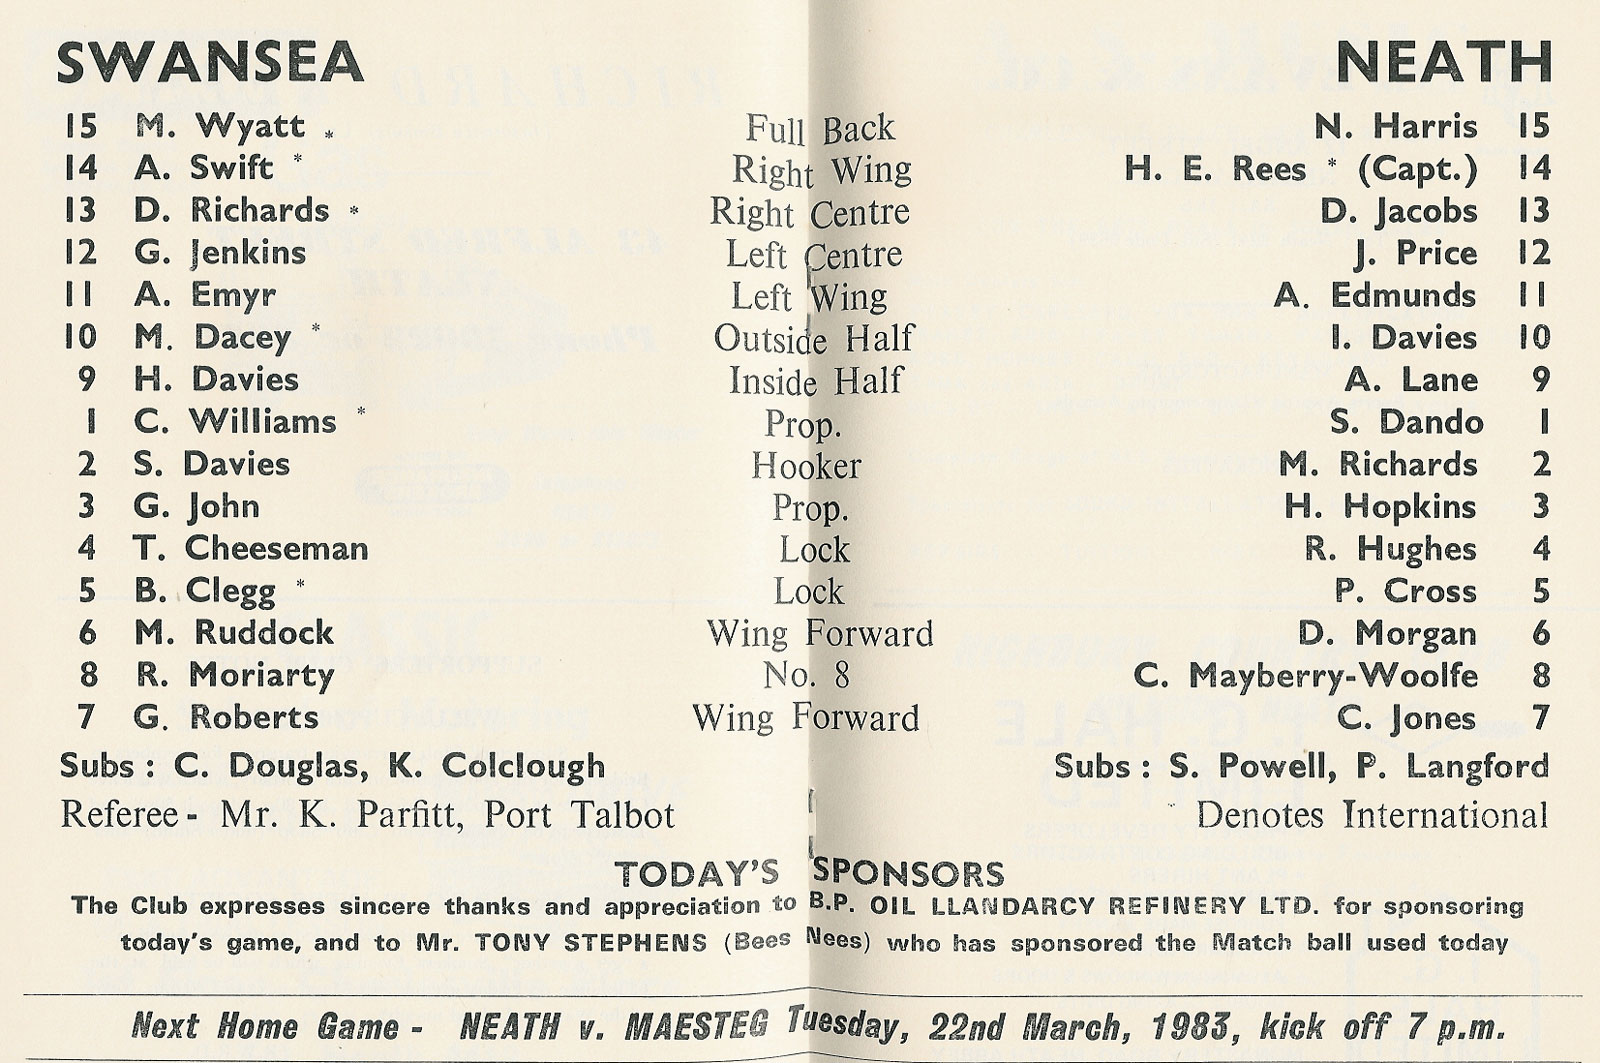 SWANSEA NEATH
15 M. Wyatt * Full Back N. Harris 15
14 A. Swift * Right Wing H. E. Rees * (Capt.) 14
13 D. Richards * Right Centre D. Jacobs 13
12 G. Jenkins Left Centre J. Price 12
11 A. Emyr Left Wing A. Edmunds 11
10 M. Dacey * Outside Half I. Davies 10
9 H. Davies Inside Half A. Lane 9
1 C. Williams * Prop. S. Dando 1
2 S. Davies Hooker M. Richards 2
3 G. John Prop. H. Hopkins 3
4 T. Cheeseman Lock R. Hughes 4
5 B. Clegg * Lock P. Cross 5
6 M. Ruddock Wing Forward D. Morgan 6
8 R. Moriarty No. 8 C. Mayberry-Woolfe 8
7 G. Roberts Wing Forward C. Jones 7
Subs : C. Douglas, K. Colclough Subs : S. Powell, P. Langford
Referee - Mr. K. Parfitt, Port Talbot * Denotes International
TODAY'S SPONSORS
The Club expresses sincere thanks and appreciation to B.P. OIL LLANDARCY REFINERY LTD. for sponsoring
today's game, and to Mr. TONY STEPHENS (Bees Nees) who has sponsored the Match ball used today
Next Home Game - NEATH v. MAESTEG Tuesday, 22nd March, 1983, kick off 7 p.m.